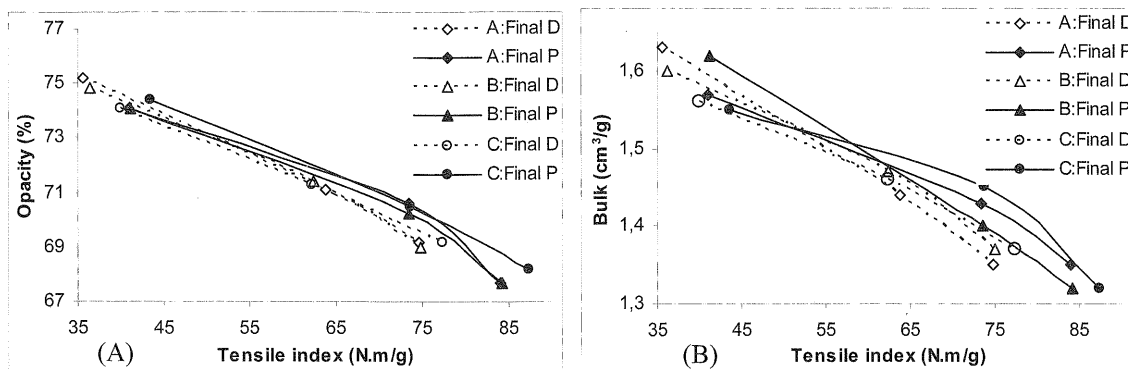 77
75
73
71
69
67
Opacity (%)
35
45
55
65
75
85
Tensile index (N.m/g)
(A)
A:Final D
A:Final P
B:Final D
B:Final P
C:Final D
C:Final P
1,6
1,5
1,4
1,3
Bulk (cm³/g)
35
45
55
65
75
85
Tensile index (N.m/g)
(B)
A:Final D
A:Final P
B:Final D
B:Final P
C:Final D
C:Final P